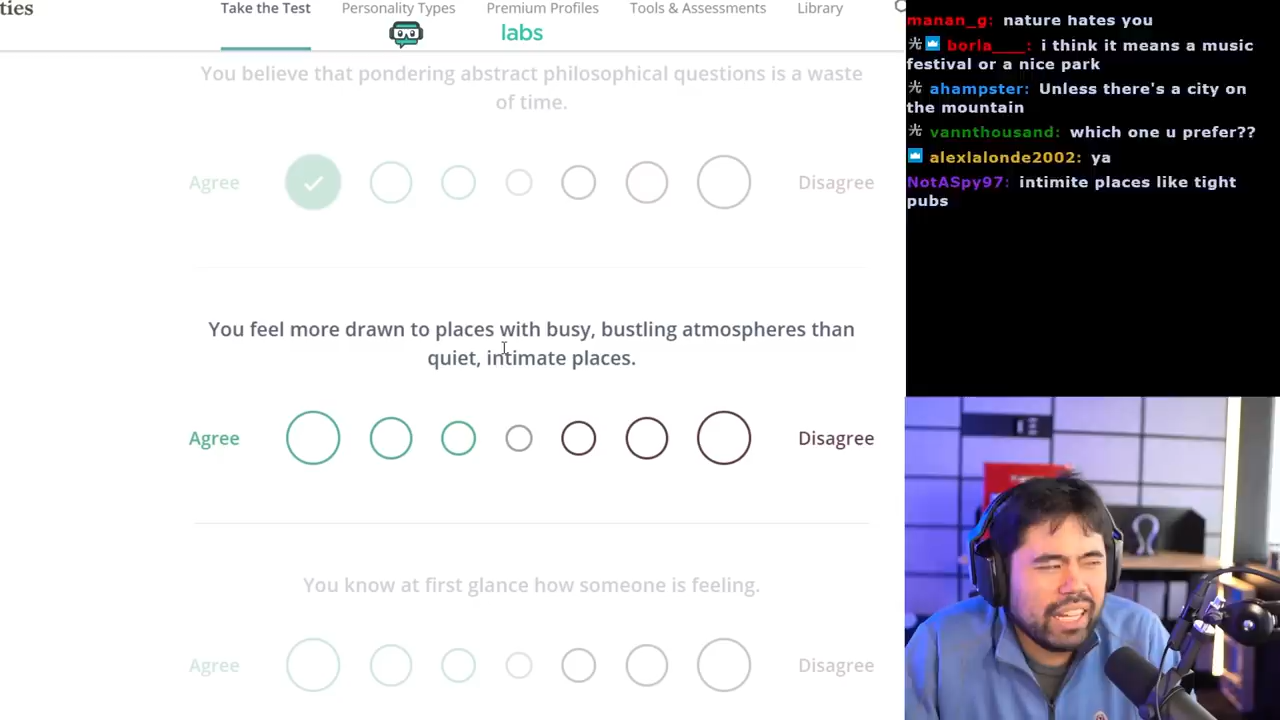 ties
Take the Test
Personality Types
Premium Profiles
Tools & Assessments
Library
labs
You believe that pondering abstract philosophical questions is a waste
of time.
Agree
Disagree
You feel more drawn to places with busy, bustling atmospheres than
quiet, intimate places.
Agree
Disagree
You know at first glance how someone is feeling.
Agree
Disagree
manan_g: nature hates you
borla____: i think it means a music
festival or a nice park
ahampster: Unless there's a city on
the mountain
vannthousand: which one u prefer??
alexlalonde2002: ya
NotASpy97: intimite places like tight
pubs